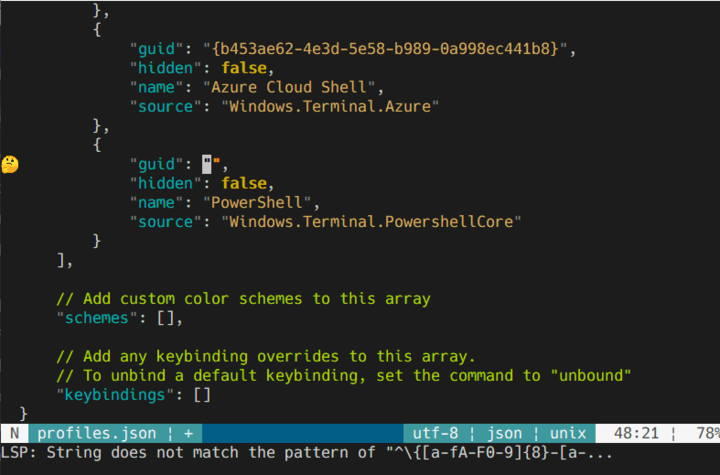 },
{
"guid": "{b453ae62-4e3d-5e58-b989-0a998ec441b8}",
"hidden": false,
"name": "Azure Cloud Shell",
"source": "Windows.Terminal.Azure"
},
{
"guid": "",
"hidden": false,
"name": "PowerShell",
"source": "Windows.Terminal.PowershellCore"
}
],
// Add custom color schemes to this array
"schemes": [],
// Add any keybinding overrides to this array.
// To unbind a default keybinding, set the command to "unbound"
"keybindings": []
}
N profiles.json ¦ + utf-8 ¦ json ¦ unix 48:21 ¦ 78%
LSP: String does not match the pattern of "^\{[a-fA-F0-9]{8}-[a-...